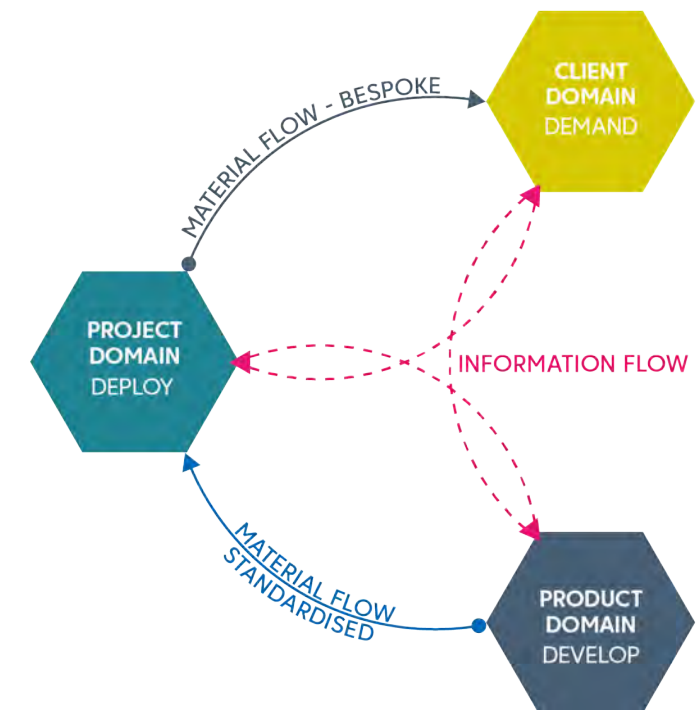 CLIENT
DOMAIN
DEMAND
MATERIAL FLOW - BESPOKE
PROJECT
DOMAIN
DEPLOY
INFORMATION FLOW
MATERIAL FLOW
STANDARDISED
PRODUCT
DOMAIN
DEVELOP